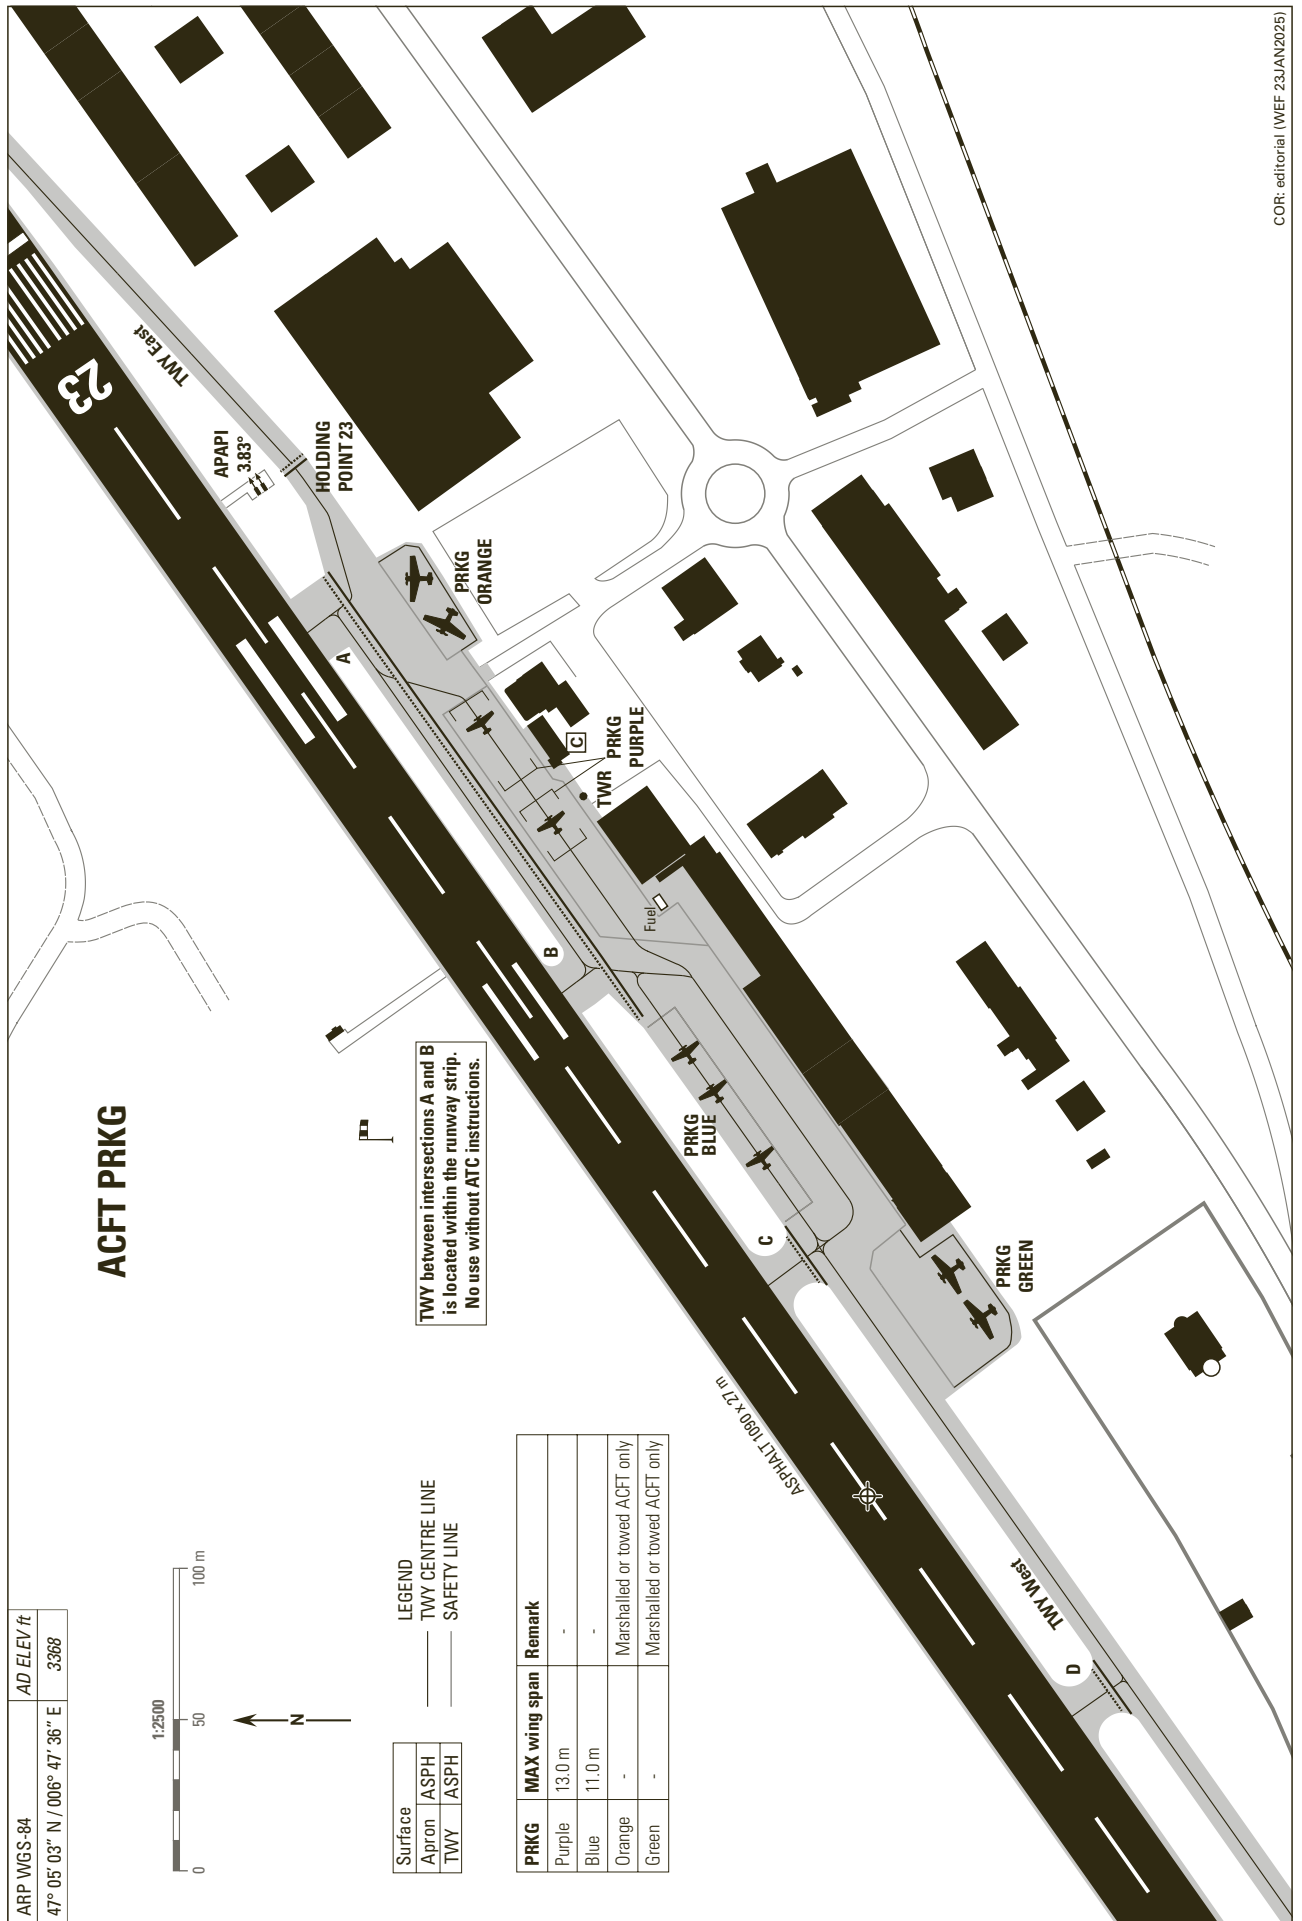 ARP WGS-84 AD ELEV ft
47° 05' 03" N / 006° 47' 36" E 3368
ACFT PRKG
1:2500
0 50 100 m
N
Surface
Apron ASPH
TWY ASPH
LEGEND
TWY CENTRE LINE
SAFETY LINE
TWY between intersections A and B
is located within the runway strip.
No use without ATC instructions.
PRKG MAX wing span Remark
Purple 13.0 m -
Blue 11.0 m -
Orange - Marshalled or towed ACFT only
Green - Marshalled or towed ACFT only
23
TWY East
APAPI
3.83°
HOLDING
POINT 23
A
PRKG
ORANGE
C
PRKG
PURPLE
TWR
Fuel
B
PRKG
BLUE
C
PRKG
GREEN
ASPHALT 1090 x 27 m
TWY West
D
COR: editorial (WEF 23JAN2025)